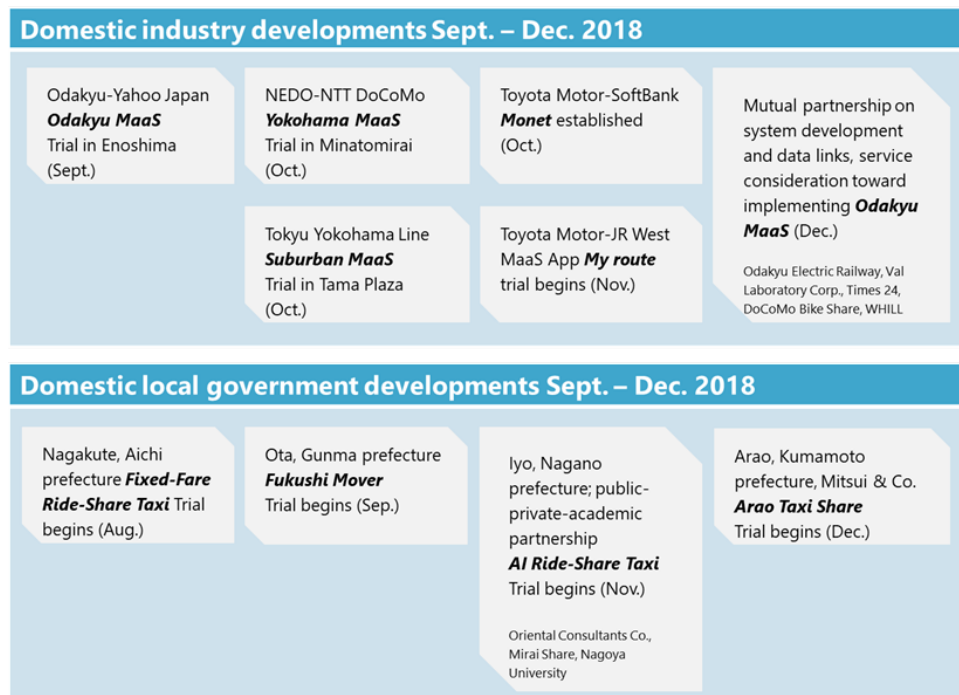 Domestic industry developments Sept. – Dec. 2018
Odakyu-Yahoo Japan
Odakyu MaaS
Trial in Enoshima
(Sept.)
NEDO-NTT DoCoMo
Yokohama MaaS
Trial in Minatomirai
(Oct.)
Toyota Motor-SoftBank
Monet established
(Oct.)
Mutual partnership on
system development
and data links, service
consideration toward
implementing Odakyu
MaaS (Dec.)
Odakyu Electric Railway, Val
Laboratory Corp., Times 24,
DoCoMo Bike Share, WHILL
Tokyu Yokohama Line
Suburban MaaS
Trial in Tama Plaza
(Oct.)
Toyota Motor-JR West
MaaS App My route
trial begins (Nov.)
Domestic local government developments Sept. – Dec. 2018
Nagakute, Aichi
prefecture Fixed-Fare
Ride-Share Taxi Trial
begins (Aug.)
Ota, Gunma prefecture
Fukushi Mover
Trial begins (Sep.)
Iyo, Nagano
prefecture; public-
private-academic
partnership
AI Ride-Share Taxi
Trial begins (Nov.)
Oriental Consultants Co.,
Mirai Share, Nagoya
University
Arao, Kumamoto
prefecture, Mitsui & Co.
Arao Taxi Share
Trial begins (Dec.)